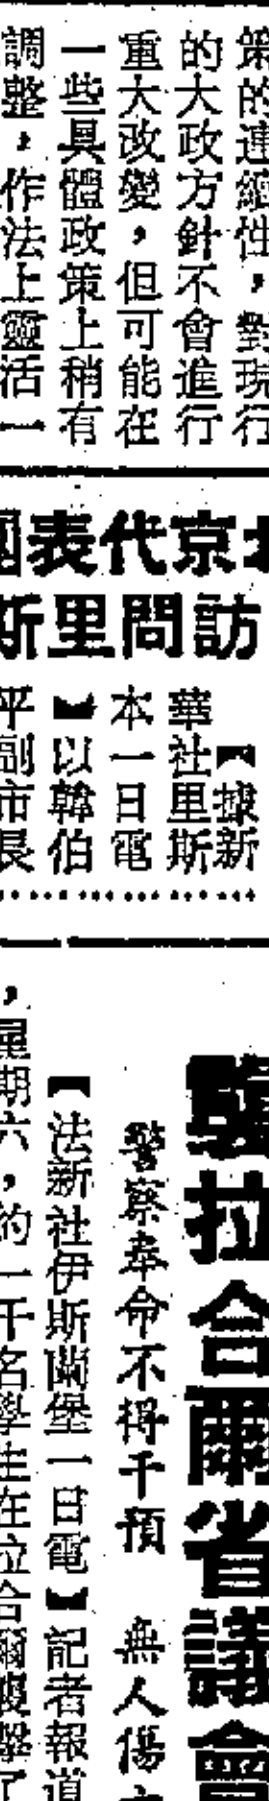 策的連續性，對現行
的大政方針不會進行
重大改變，但可能在
一些具體政策上稍有
調整，作法上靈活一
北京代表團
訪問里斯
【據新
華社里斯
本一日電
】以韓伯
平副市長
襲拉合爾省議會
警察奉命不得干預　無人傷
【法新社伊斯蘭堡一日電】記者報道
，星期六，約一千名學生在拉合爾襲擊了